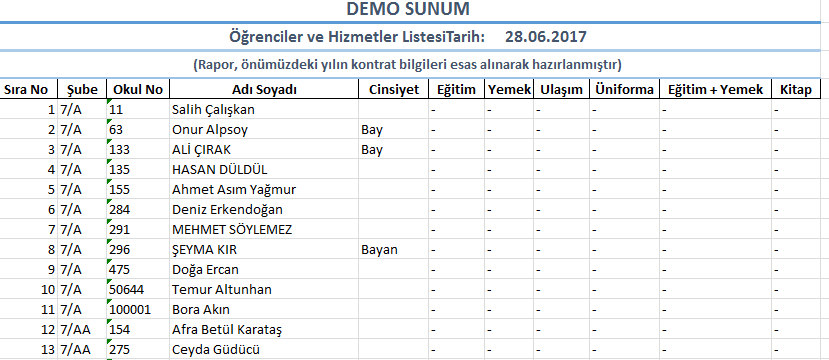 DEMO SUNUM
Öğrenciler ve Hizmetler ListesiTarih: 28.06.2017
(Rapor, önümüzdeki yılın kontrat bilgileri esas alınarak hazırlanmıştır)
Sıra No Şube Okul No Adı Soyadı Cinsiyet Eğitim Yemek Ulaşım Üniforma Eğitim + Yemek Kitap
1 7/A 11 Salih Çalışkan - - - - - -
2 7/A 63 Onur Alpsoy Bay - - - - - -
3 7/A 133 ALİ ÇIRAK Bay - - - - - -
4 7/A 135 HASAN DÜLDÜL - - - - - -
5 7/A 155 Ahmet Asım Yağmur - - - - - -
6 7/A 284 Deniz Erkendoğan - - - - - -
7 7/A 291 MEHMET SÖYLEMEZ - - - - - -
8 7/A 296 ŞEYMA KIR Bayan - - - - - -
9 7/A 475 Doğa Ercan - - - - - -
10 7/A 50644 Temur Altunhan - - - - - -
11 7/A 100001 Bora Akın - - - - - -
12 7/AA 154 Afra Betül Karataş - - - - - -
13 7/AA 275 Ceyda Güdücü - - - - - -